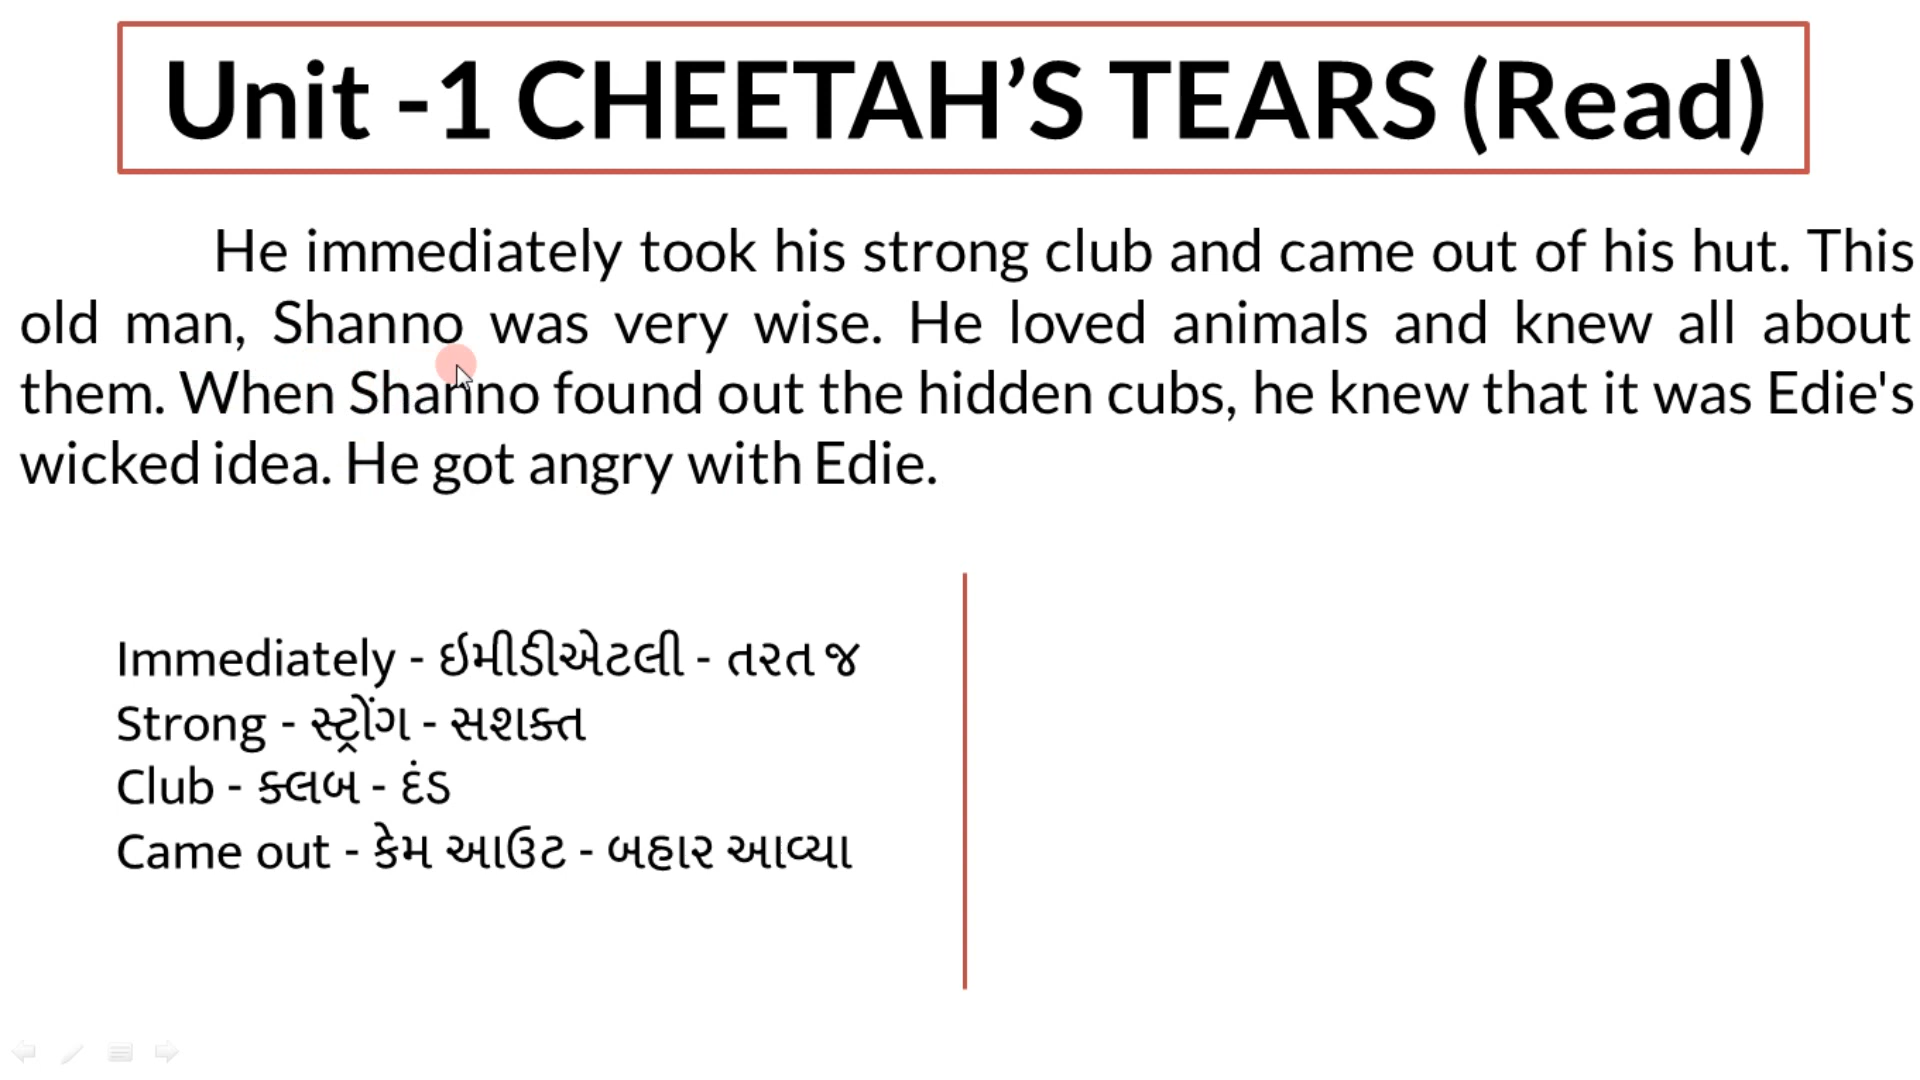 Unit -1 CHEETAH’S TEARS (Read)
He immediately took his strong club and came out of his hut. This
old man, Shanno was very wise. He loved animals and knew all about
them. When Shanno found out the hidden cubs, he knew that it was Edie's
wicked idea. He got angry with Edie.
Immediately - ઇમીડીએટલી - તરત જ
Strong - સ્ટ્રોંગ - સશક્ત
Club - ક્લબ - દંડ
Came out - કેમ આઉટ - બહાર આવ્યા